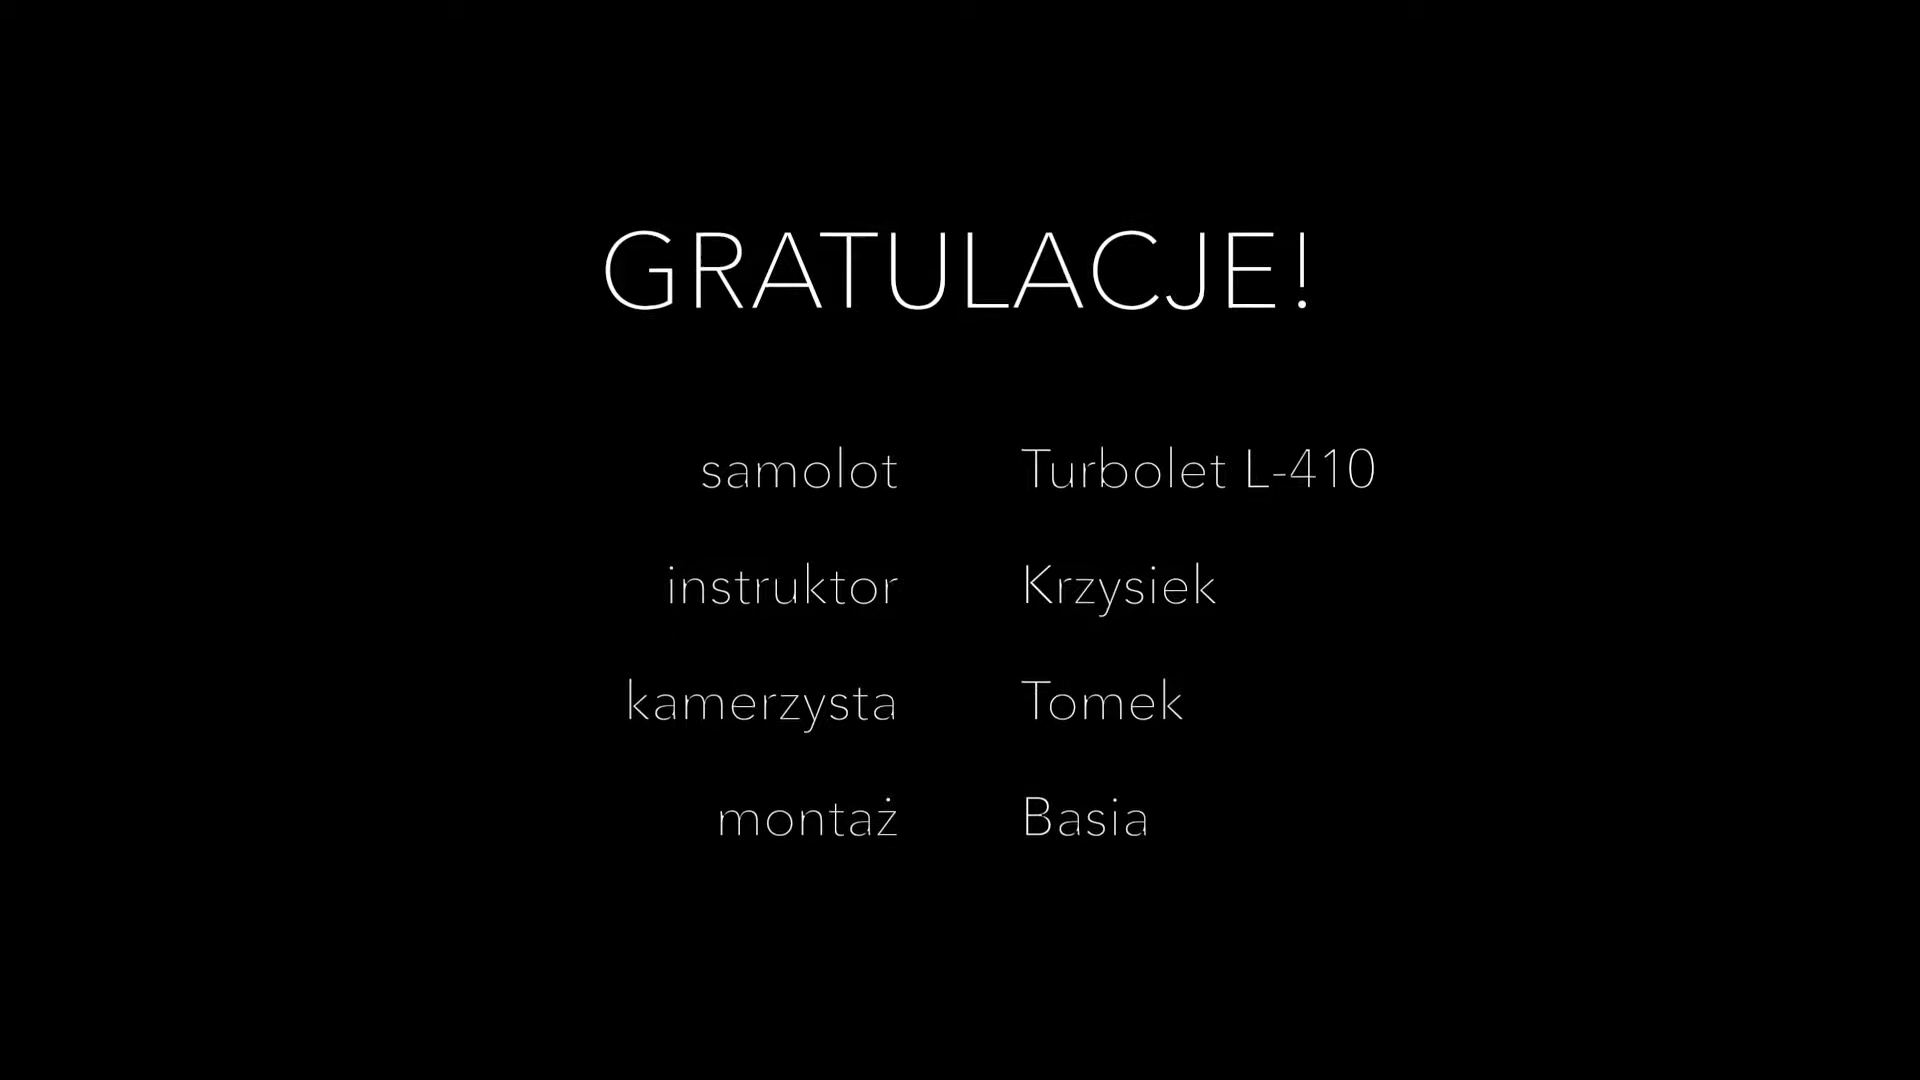 GRATULACJE!
samolot Turbolet L-410
instruktor Krzysiek
kamerzysta Tomek
montaż Basia